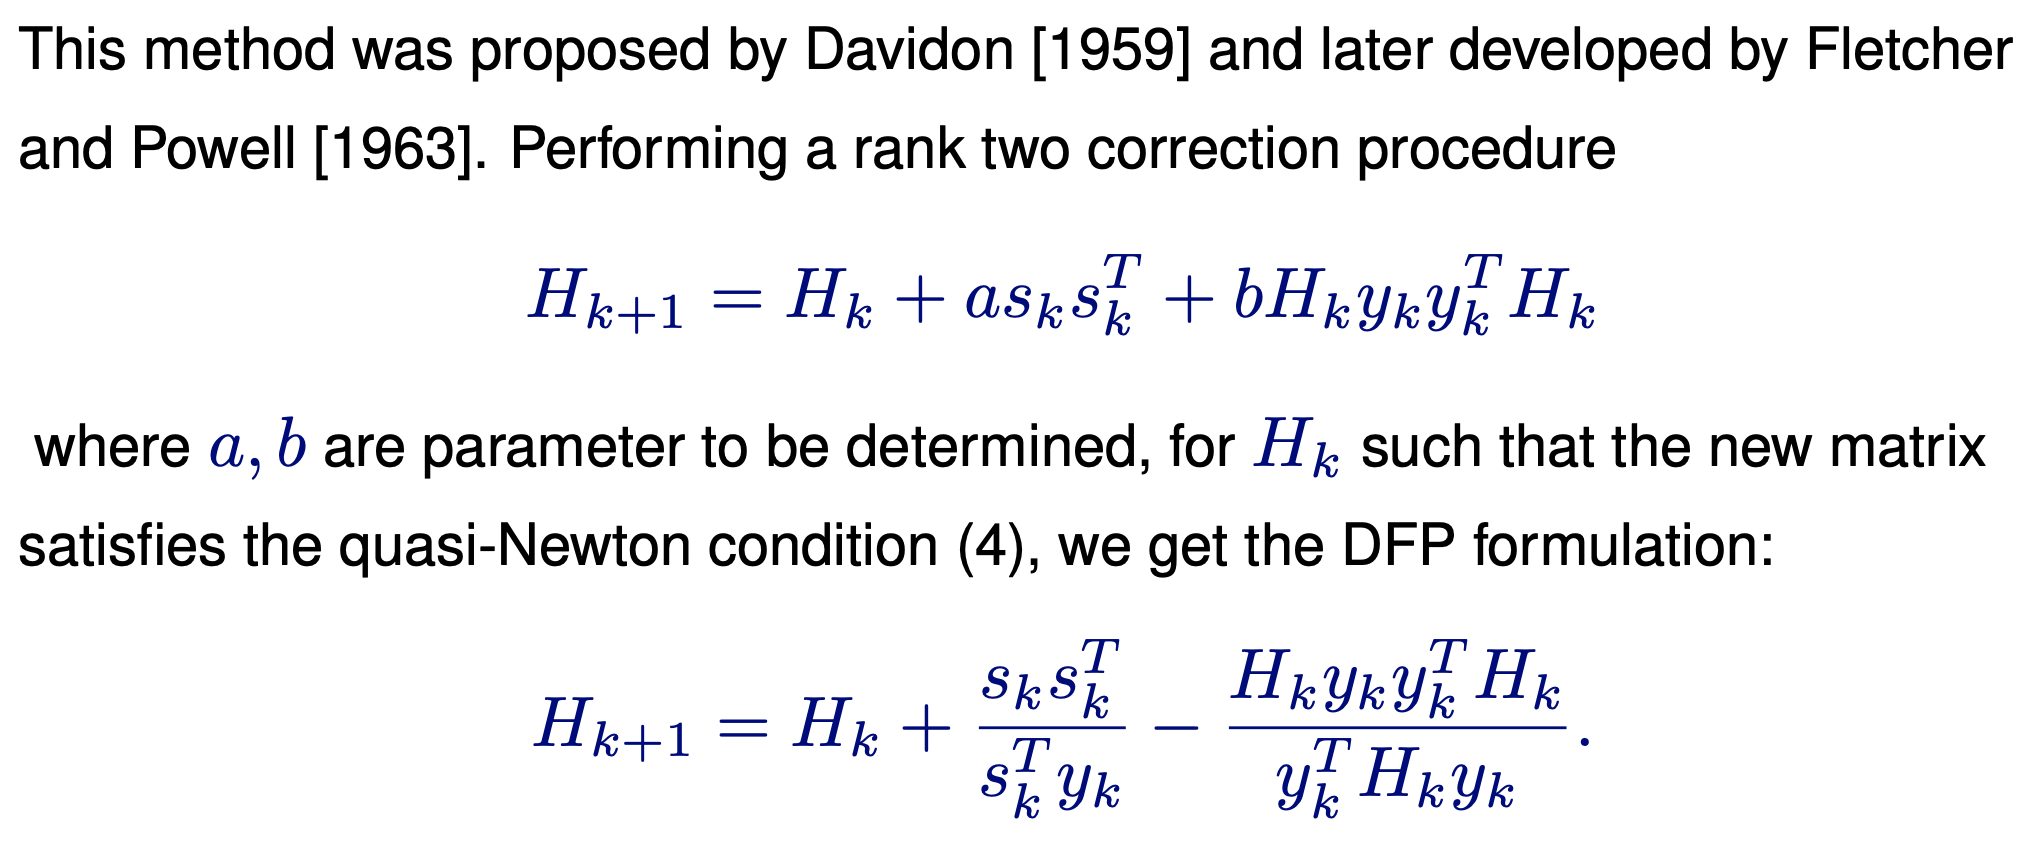 This method was proposed by Davidon [1959] and later developed by Fletcher
and Powell [1963]. Performing a rank two correction procedure
$H_{k+1} = H_k + a s_k s_k^T + b H_k y_k y_k^T H_k$
where $a, b$ are parameter to be determined, for $H_k$ such that the new matrix
satisfies the quasi-Newton condition (4), we get the DFP formulation:
$H_{k+1} = H_k + \frac{s_k s_k^T}{s_k^T y_k} - \frac{H_k y_k y_k^T H_k}{y_k^T H_k y_k}.$